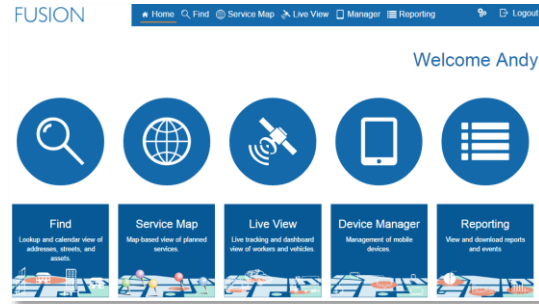 FUSION
Home Find Service Map Live View Manager Reporting Logout
Welcome Andy
Find
Lookup and calendar view of
addresses, streets, and
assets.
Service Map
Map-based view of planned
services.
Live View
Live tracking and dashboard
view of workers and vehicles.
Device Manager
Management of mobile
devices.
Reporting
View and download reports
and events.